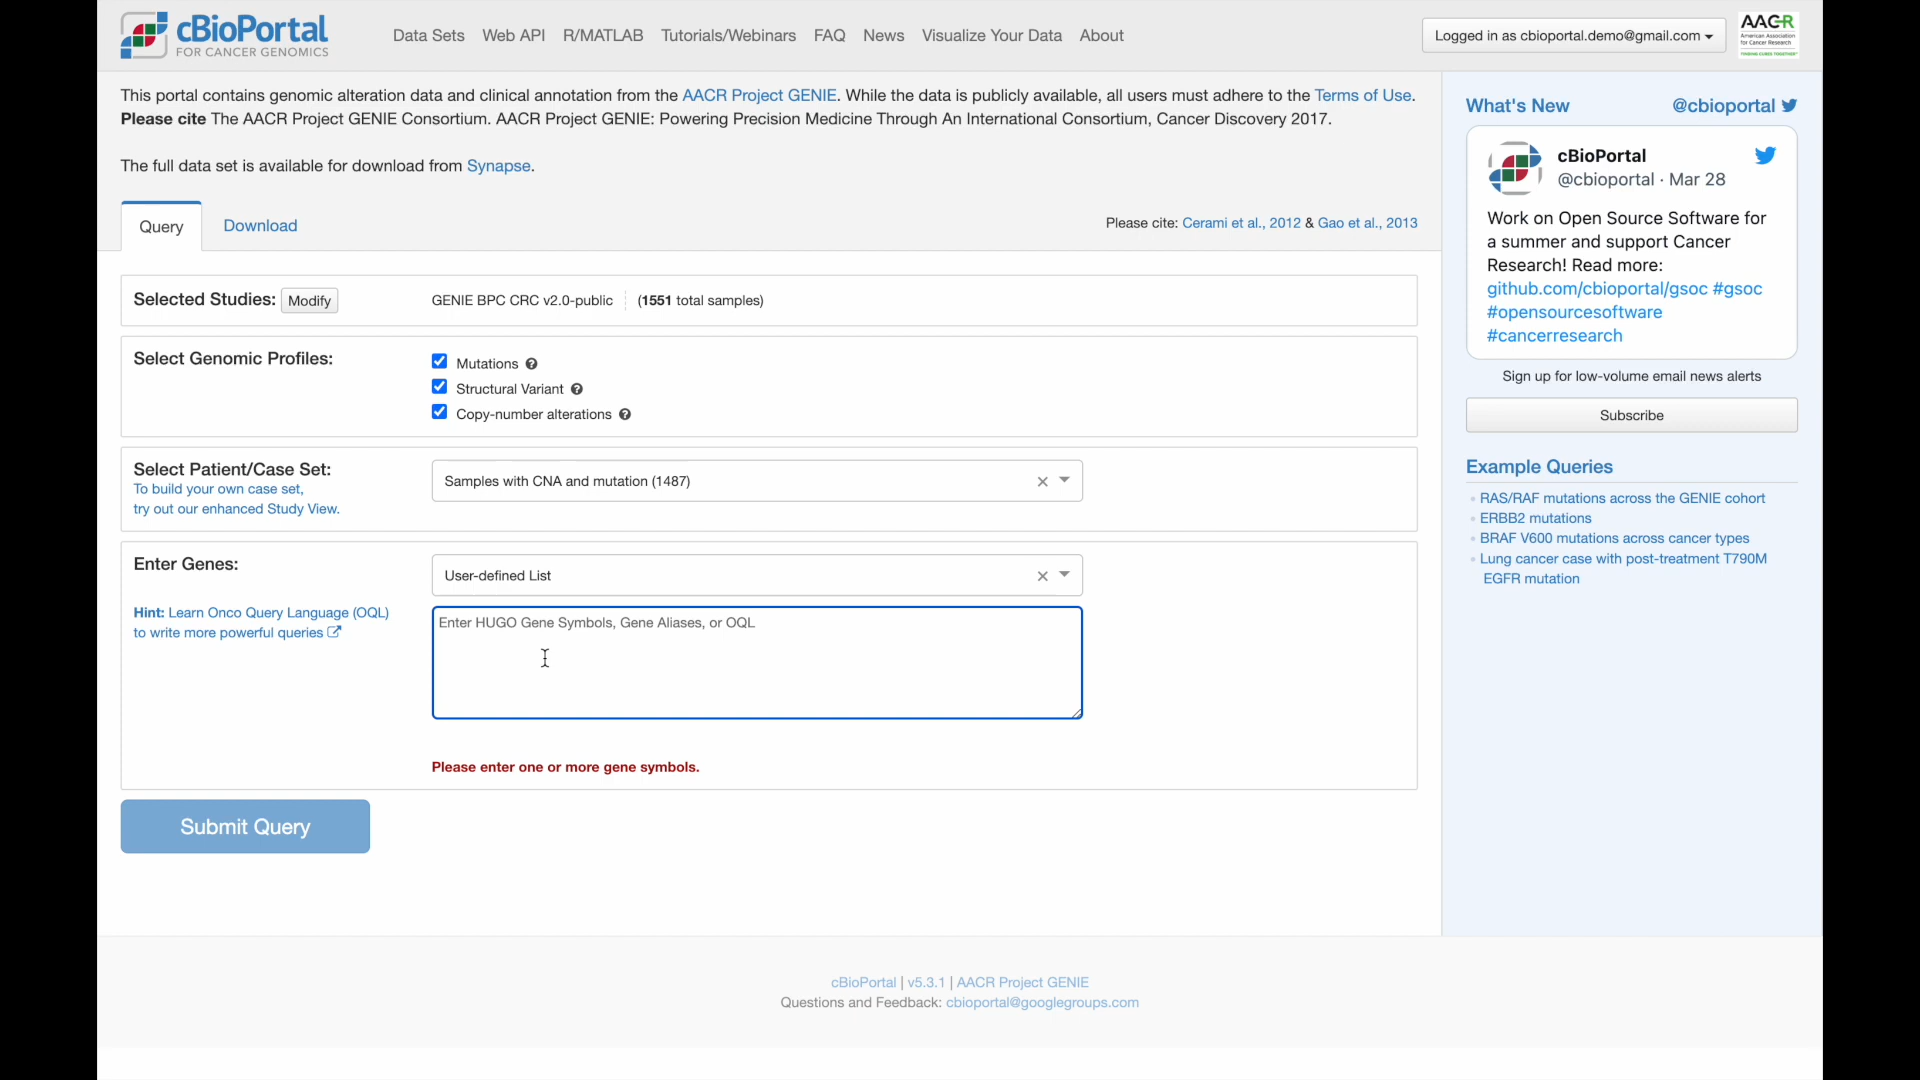 cBioPortal
FOR CANCER GENOMICS
Data Sets Web API R/MATLAB Tutorials/Webinars FAQ News Visualize Your Data About
Logged in as cbioportal.demo@gmail.com
AACR
American Association
for Cancer Research
This portal contains genomic alteration data and clinical annotation from the AACR Project GENIE. While the data is publicly available, all users must adhere to the Terms of Use.
Please cite The AACR Project GENIE Consortium. AACR Project GENIE: Powering Precision Medicine Through An International Consortium, Cancer Discovery 2017.
The full data set is available for download from Synapse.
Query Download
Please cite: Cerami et al., 2012 & Gao et al., 2013
Selected Studies: Modify GENIE BPC CRC v2.0-public (1551 total samples)
Select Genomic Profiles:
Mutations
Structural Variant
Copy-number alterations
Select Patient/Case Set:
To build your own case set,
try out our enhanced Study View.
Samples with CNA and mutation (1487)
Enter Genes:
User-defined List
Hint: Learn Onco Query Language (OQL)
to write more powerful queries
Enter HUGO Gene Symbols, Gene Aliases, or OQL
Please enter one or more gene symbols.
Submit Query
What's New @cbioportal
cBioPortal
@cbioportal · Mar 28
Work on Open Source Software for
a summer and support Cancer
Research! Read more:
github.com/cbioportal/gsoc #gsoc
#opensourcesoftware
#cancerresearch
Sign up for low-volume email news alerts
Subscribe
Example Queries
RAS/RAF mutations across the GENIE cohort
ERBB2 mutations
BRAF V600 mutations across cancer types
Lung cancer case with post-treatment T790M
EGFR mutation
cBioPortal | v5.3.1 | AACR Project GENIE
Questions and Feedback: cbioportal@googlegroups.com